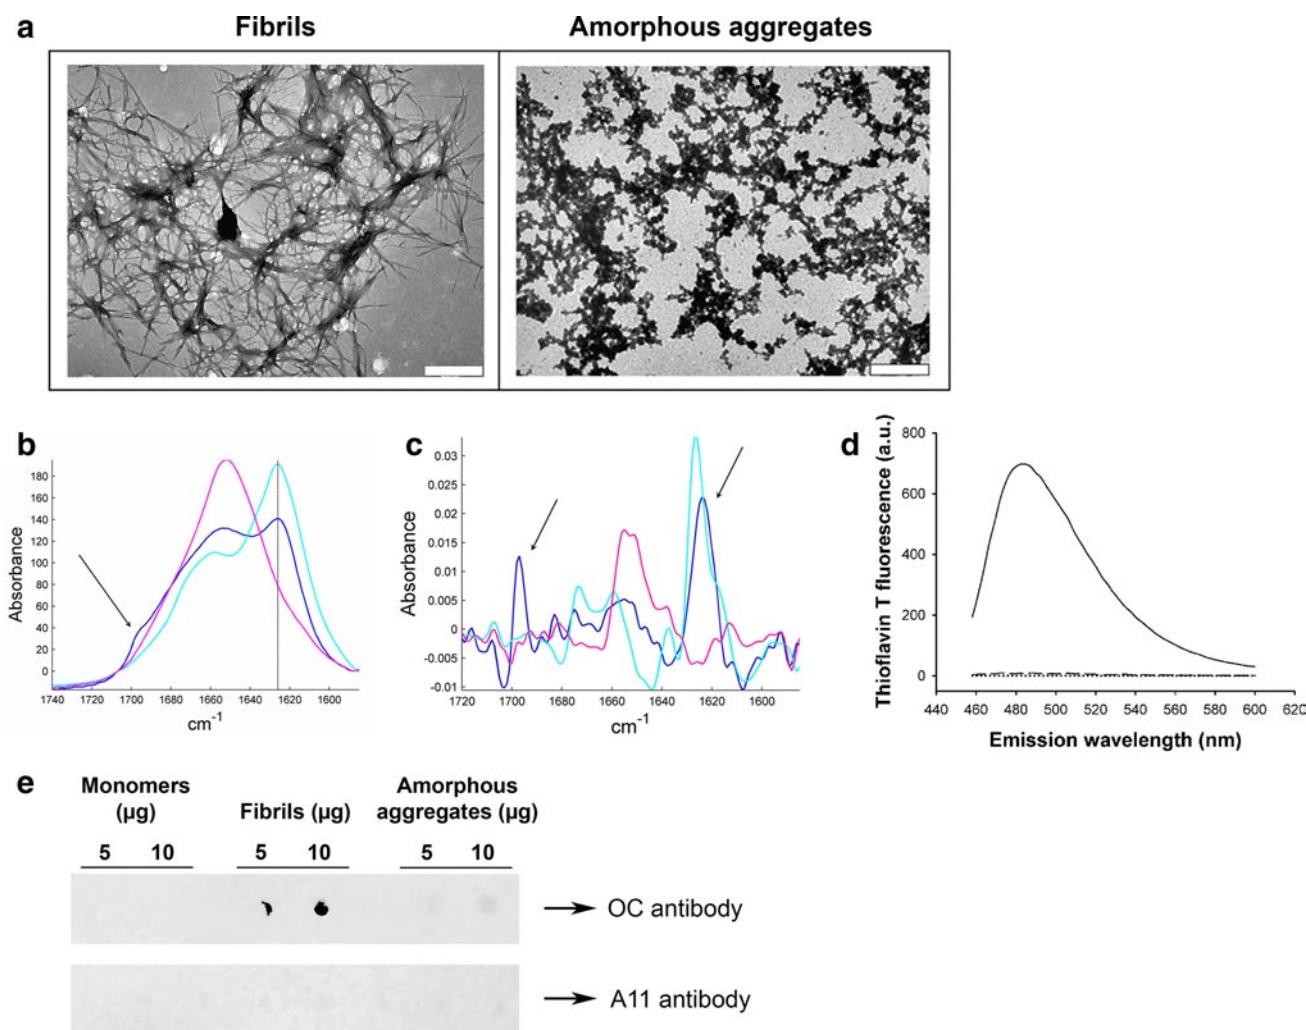 a
Fibrils
Amorphous aggregates
b
180
160
140
120
100
80
60
40
20
0
Absorbance
1740
1720
1700
1680
1660
1640
1620
1600
cm-1
c
0.03
0.025
0.02
0.015
0.01
0.005
0
-0.005
-0.01
Absorbance
1720
1700
1680
1660
1640
1620
1600
cm-1
d
800
600
400
200
0
Thioflavin T fluorescence (a.u.)
440 460 480 500 520 540 560 580 600 620
Emission wavelength (nm)
e
Monomers
(µg)
5 10
Fibrils (µg)
5 10
Amorphous
aggregates (µg)
5 10
OC antibody
A11 antibody